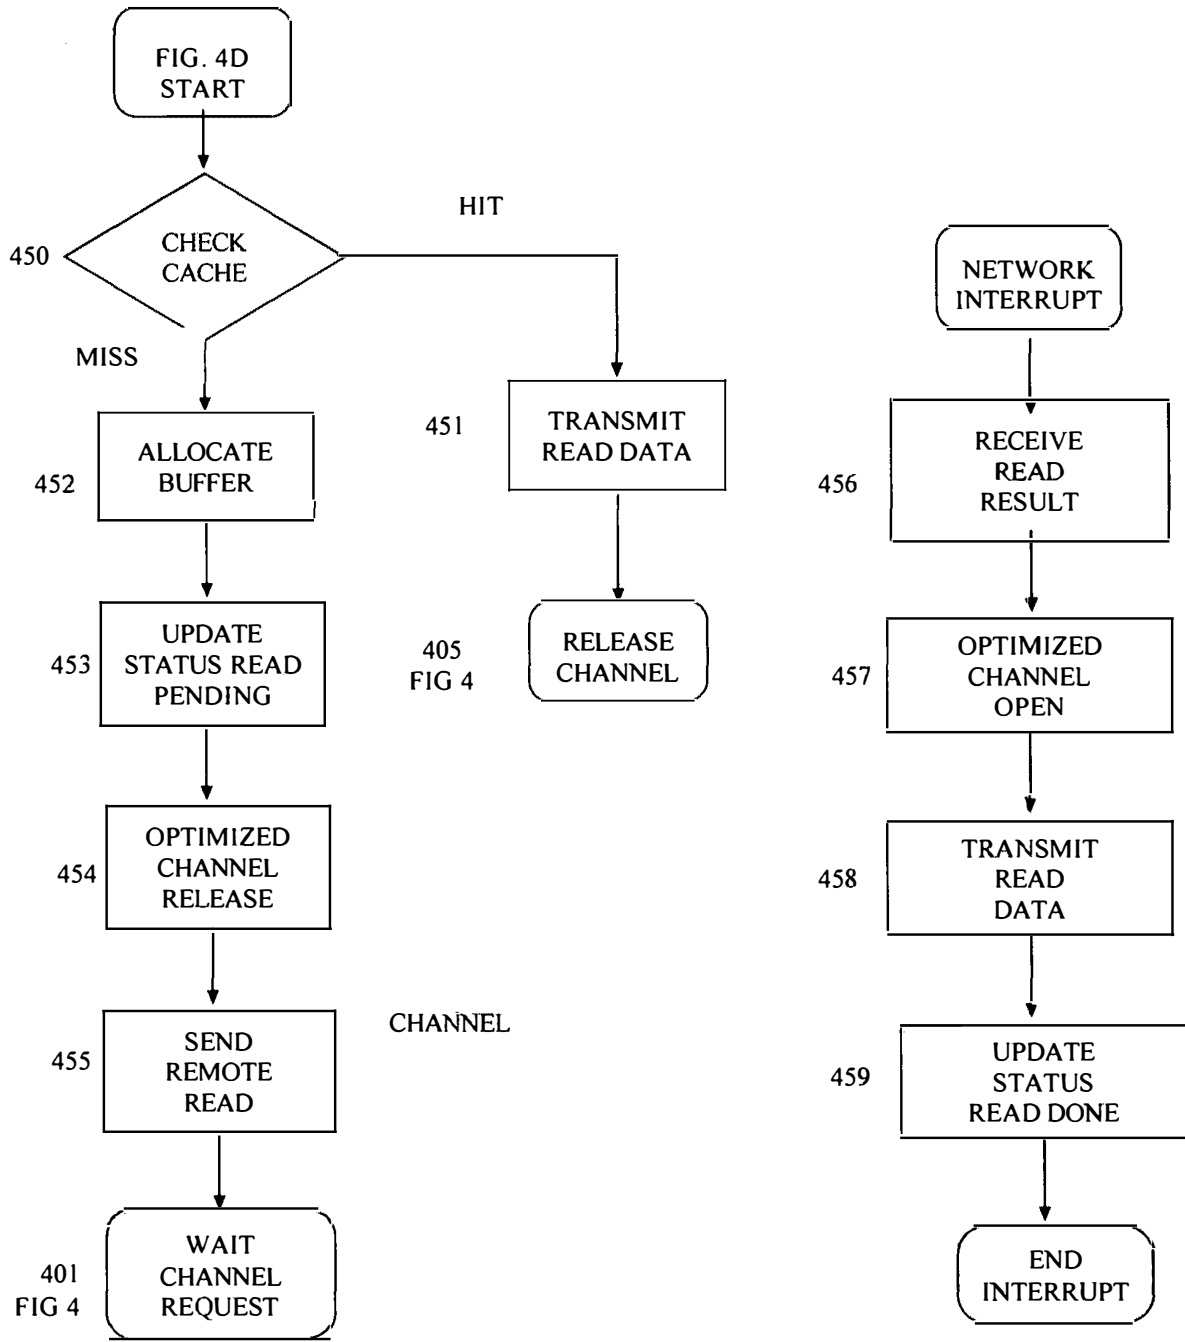 FIG. 4D
START
HIT
450
CHECK
CACHE
MISS
452
ALLOCATE
BUFFER
451
TRANSMIT
READ DATA
453
UPDATE
STATUS READ
PENDING
405
FIG 4
RELEASE
CHANNEL
454
OPTIMIZED
CHANNEL
RELEASE
455
SEND
REMOTE
READ
CHANNEL
401
FIG 4
WAIT
CHANNEL
REQUEST
NETWORK
INTERRUPT
456
RECEIVE
READ
RESULT
457
OPTIMIZED
CHANNEL
OPEN
458
TRANSMIT
READ
DATA
459
UPDATE
STATUS
READ DONE
END
INTERRUPT